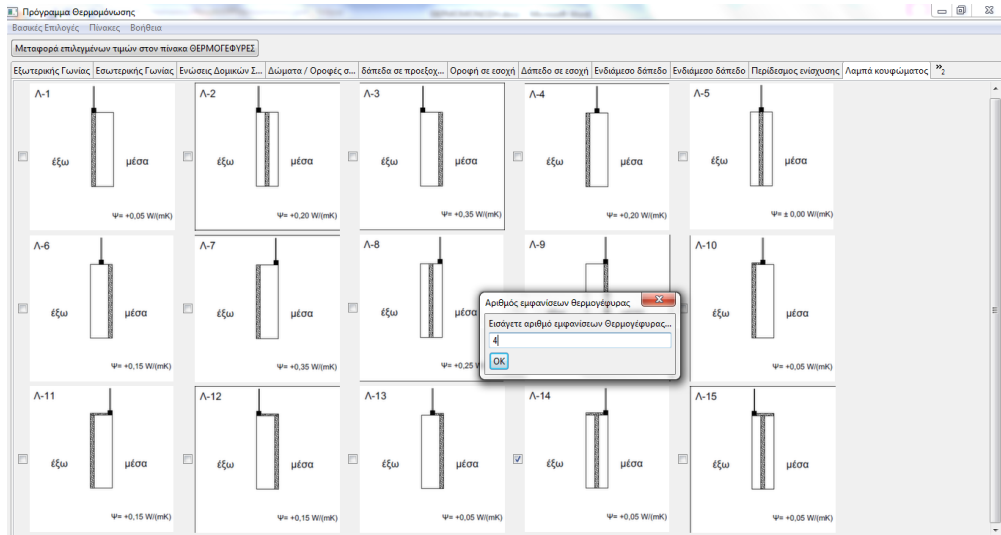 Πρόγραμμα Θερμομόνωσης
Βασικές Επιλογές Πίνακες Βοήθεια
Μεταφορά επιλεγμένων τιμών στον πίνακα ΘΕΡΜΟΓΕΦΥΡΕΣ
Εξωτερικής Γωνίας Εσωτερικής Γωνίας Ενώσεις Δομικών Σ... Δώματα / Οροφές σ... δάπεδα σε προεξοχ... Οροφή σε εσοχή Δάπεδο σε εσοχή Ενδιάμεσο δάπεδο Ενδιάμεσο δάπεδο Περίδεσμος ενίσχυσης Λαμπά κουφώματος »2
Λ-1 Λ-2 Λ-3 Λ-4 Λ-5
έξω μέσα έξω μέσα έξω μέσα έξω μέσα έξω μέσα
Ψ= +0,05 W/(mK) Ψ= +0,20 W/(mK) Ψ= +0,35 W/(mK) Ψ= +0,20 W/(mK) Ψ= ± 0,00 W/(mK)
Λ-6 Λ-7 Λ-8 Λ-9 Λ-10
Αριθμός εμφανίσεων θερμογέφυρας
Εισάγετε αριθμό εμφανίσεων Θερμογέφυρας...
4
OK
έξω μέσα έξω μέσα έξω μέσα έξω μέσα
Ψ= +0,15 W/(mK) Ψ= +0,35 W/(mK) Ψ= +0,25 Ψ= +0,05 W/(mK)
Λ-11 Λ-12 Λ-13 Λ-14 Λ-15
έξω μέσα έξω μέσα έξω μέσα έξω μέσα έξω μέσα
Ψ= +0,15 W/(mK) Ψ= +0,15 W/(mK) Ψ= +0,05 W/(mK) Ψ= +0,05 W/(mK) Ψ= +0,05 W/(mK)